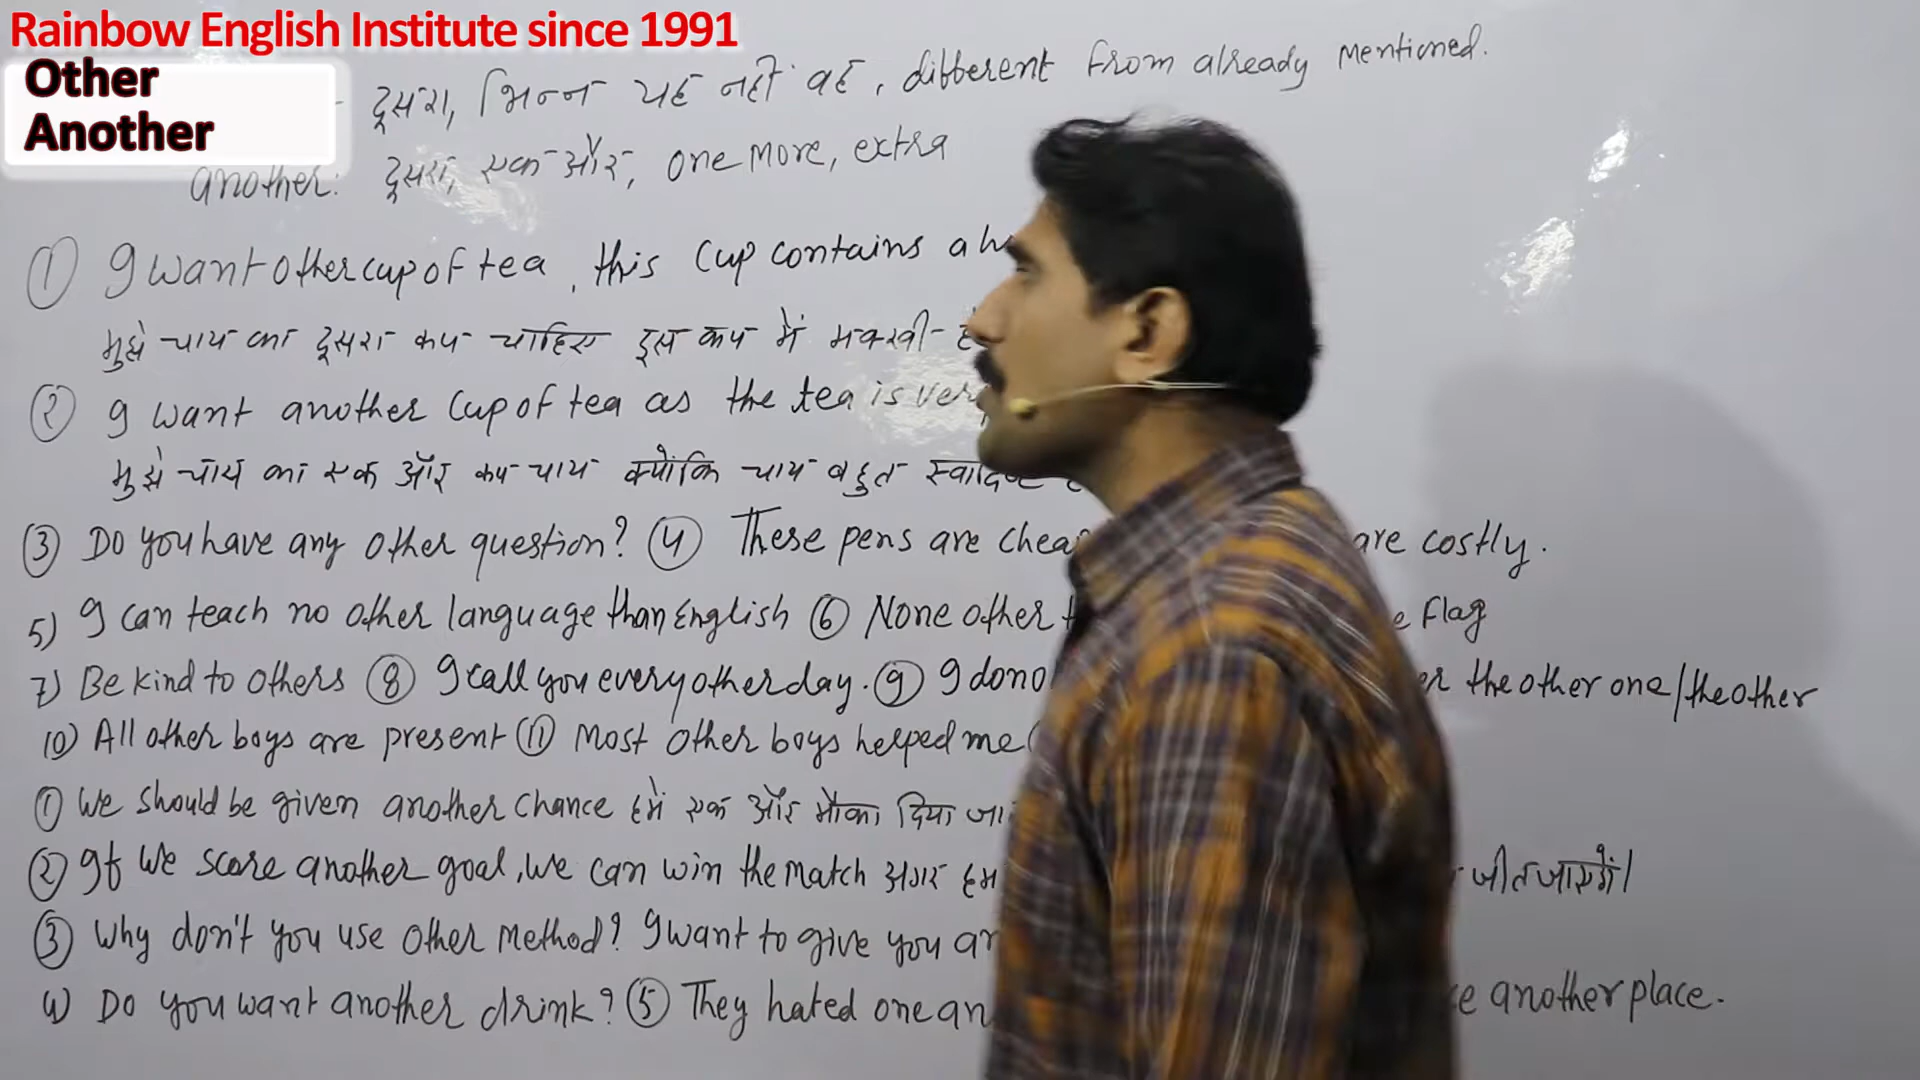 Rainbow English Institute since 1991
Other
Another
दूसरा, भिन्न यह नहीं वह, different from already mentioned.
another: दूसरा, एक और, one more, extra
① I want other cup of tea, this cup contains a
मुझे चाय का दूसरा कप चाहिए इस कप में मक्खी
② I want another cup of tea as the tea is very
मुझे चाय का एक और कप चाय क्योंकि चाय बहुत स्वादिष्ट
③ Do you have any other question? ④ These pens are cheap are costly.
5) I can teach no other language than English ⑥ None other flag
7) Be kind to others ⑧ I call you every other day. ⑨ I do the other one/the other
10) All other boys are present ⑪ Most other boys helped me
① We should be given another chance हमें एक और मौका दिया
② If we score another goal, we can win the match अगर हम जीत जाएंगे।
③ Why don't you use other method? I want to give you
4) Do you want another drink? ⑤ They hated one another place.